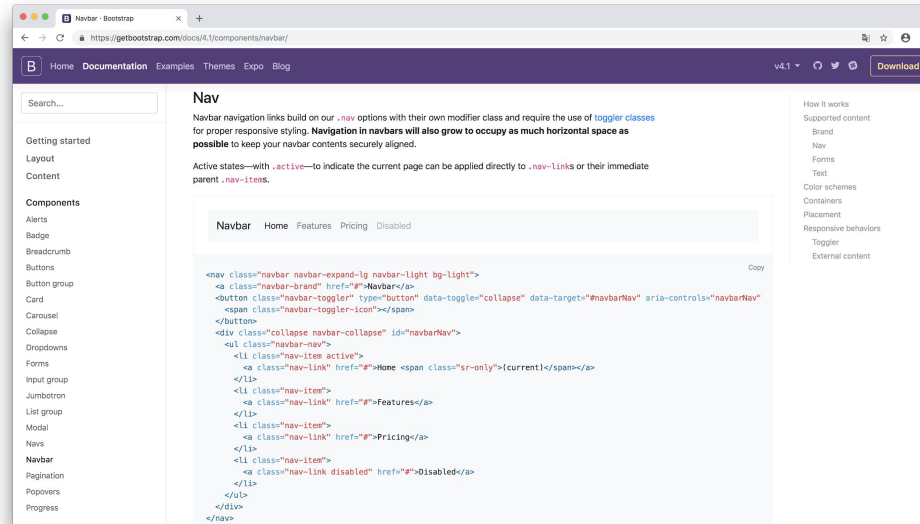 Navbar · Bootstrap
https://getbootstrap.com/docs/4.1/components/navbar/
B Home Documentation Examples Themes Expo Blog v4.1 Download
Search...
Getting started
Layout
Content
Components
Alerts
Badge
Breadcrumb
Buttons
Button group
Card
Carousel
Collapse
Dropdowns
Forms
Input group
Jumbotron
List group
Modal
Navs
Navbar
Pagination
Popovers
Progress
Nav
Navbar navigation links build on our .nav options with their own modifier class and require the use of toggler classes
for proper responsive styling. Navigation in navbars will also grow to occupy as much horizontal space as
possible to keep your navbar contents securely aligned.
Active states—with .active—to indicate the current page can be applied directly to .nav-links or their immediate
parent .nav-items.
Navbar Home Features Pricing Disabled
Copy
<nav class="navbar navbar-expand-lg navbar-light bg-light">
  <a class="navbar-brand" href="#">Navbar</a>
  <button class="navbar-toggler" type="button" data-toggle="collapse" data-target="#navbarNav" aria-controls="navbarNav"
    <span class="navbar-toggler-icon"></span>
  </button>
  <div class="collapse navbar-collapse" id="navbarNav">
    <ul class="navbar-nav">
      <li class="nav-item active">
        <a class="nav-link" href="#">Home <span class="sr-only">(current)</span></a>
      </li>
      <li class="nav-item">
        <a class="nav-link" href="#">Features</a>
      </li>
      <li class="nav-item">
        <a class="nav-link" href="#">Pricing</a>
      </li>
      <li class="nav-item">
        <a class="nav-link disabled" href="#">Disabled</a>
      </li>
    </ul>
  </div>
</nav>
How it works
Supported content
Brand
Nav
Forms
Text
Color schemes
Containers
Placement
Responsive behaviors
Toggler
External content